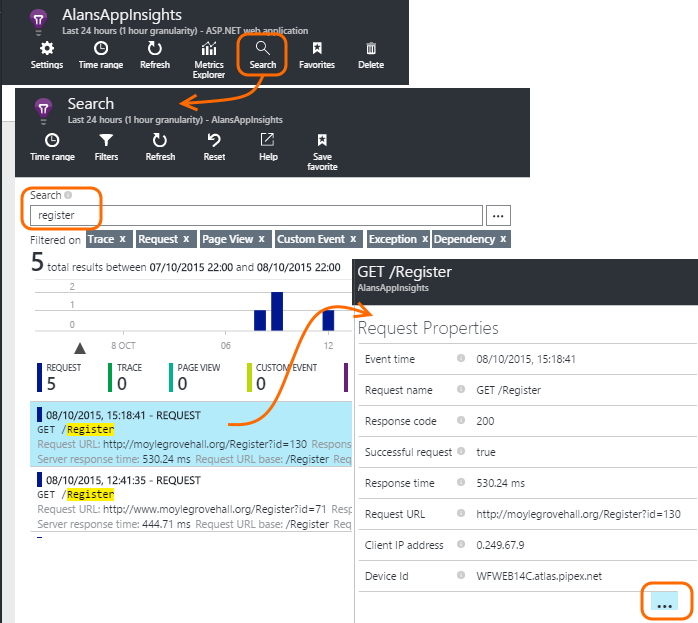 AlansAppInsights
Last 24 hours (1 hour granularity) - ASP.NET web application
Settings Time range Refresh Metrics Explorer Search Favorites Delete
Search
Last 24 hours (1 hour granularity) - AlansAppInsights
Time range Filters Refresh Reset Help Save favorite
Search
register
...
Filtered on Trace x Request x Page View x Custom Event x Exception x Dependency x
5 total results between 07/10/2015 22:00 and 08/10/2015 22:00
2
1
0
8 OCT 06 12
REQUEST TRACE PAGE VIEW CUSTOM EVENT
5 0 0 0
08/10/2015, 15:18:41 - REQUEST
GET /Register
Request URL: http://moylegrovehall.org/Register?id=130 Respons
Server response time: 530.24 ms Request URL base: /Register Req
08/10/2015, 12:41:35 - REQUEST
GET /Register
Request URL: http://www.moylegrovehall.org/Register?id=71 Resp
Server response time: 444.71 ms Request URL base: /Register Req
GET /Register
AlansAppInsights
Request Properties
Event time 08/10/2015, 15:18:41
Request name GET /Register
Response code 200
Successful request true
Response time 530.24 ms
Request URL http://moylegrovehall.org/Register?id=130
Client IP address 0.249.67.9
Device Id WFWEB14C.atlas.pipex.net
...